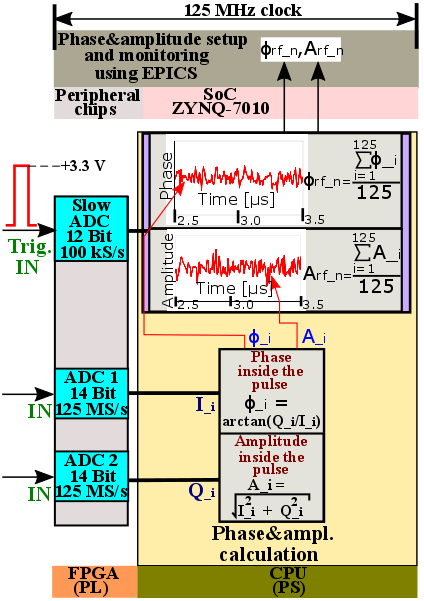 125 MHz clock
Phase&amplitude setup
and monitoring
using EPICS
ϕrf_n,Arf_n
Peripheral
chips
SoC
ZYNQ-7010
+3.3 V
Trig.
IN
Slow
ADC
12 Bit
100 kS/s
Phase
Time [µs]
2.5 3.0 3.5
ϕrf_n=
125
∑ϕ_i
i=1
125
Amplitude
Time [µs]
2.5 3.0 3.5
Arf_n=
125
∑A_i
i=1
125
ϕ_i A_i
IN
ADC 1
14 Bit
125 MS/s
I_i
Phase
inside the
pulse
ϕ_i =
arctan(Q_i/I_i)
IN
ADC 2
14 Bit
125 MS/s
Q_i
Amplitude
inside the
pulse
A_i=
√I_i² + Q_i²
Phase&ampl.
calculation
FPGA
(PL)
CPU
(PS)